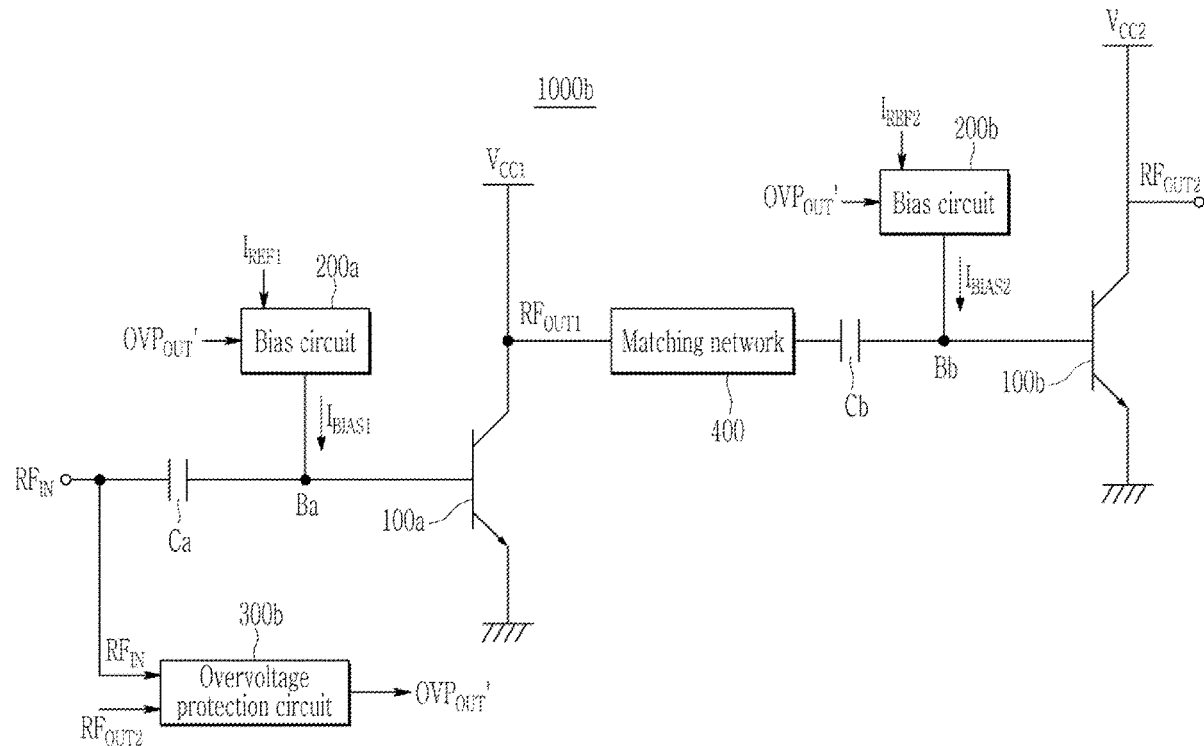 1000b
V_CC2
I_REF2
200b
V_CC1
RF_OUT2
OVP_OUT'
Bias circuit
I_REF1
200a
I_BIAS2
OVP_OUT'
Bias circuit
RF_OUT1
Matching network
Bb
100b
Cb
I_BIAS1
400
RF_IN
Ba
100a
Ca
300b
RF_IN
Overvoltage
protection circuit
OVP_OUT'
RF_OUT2